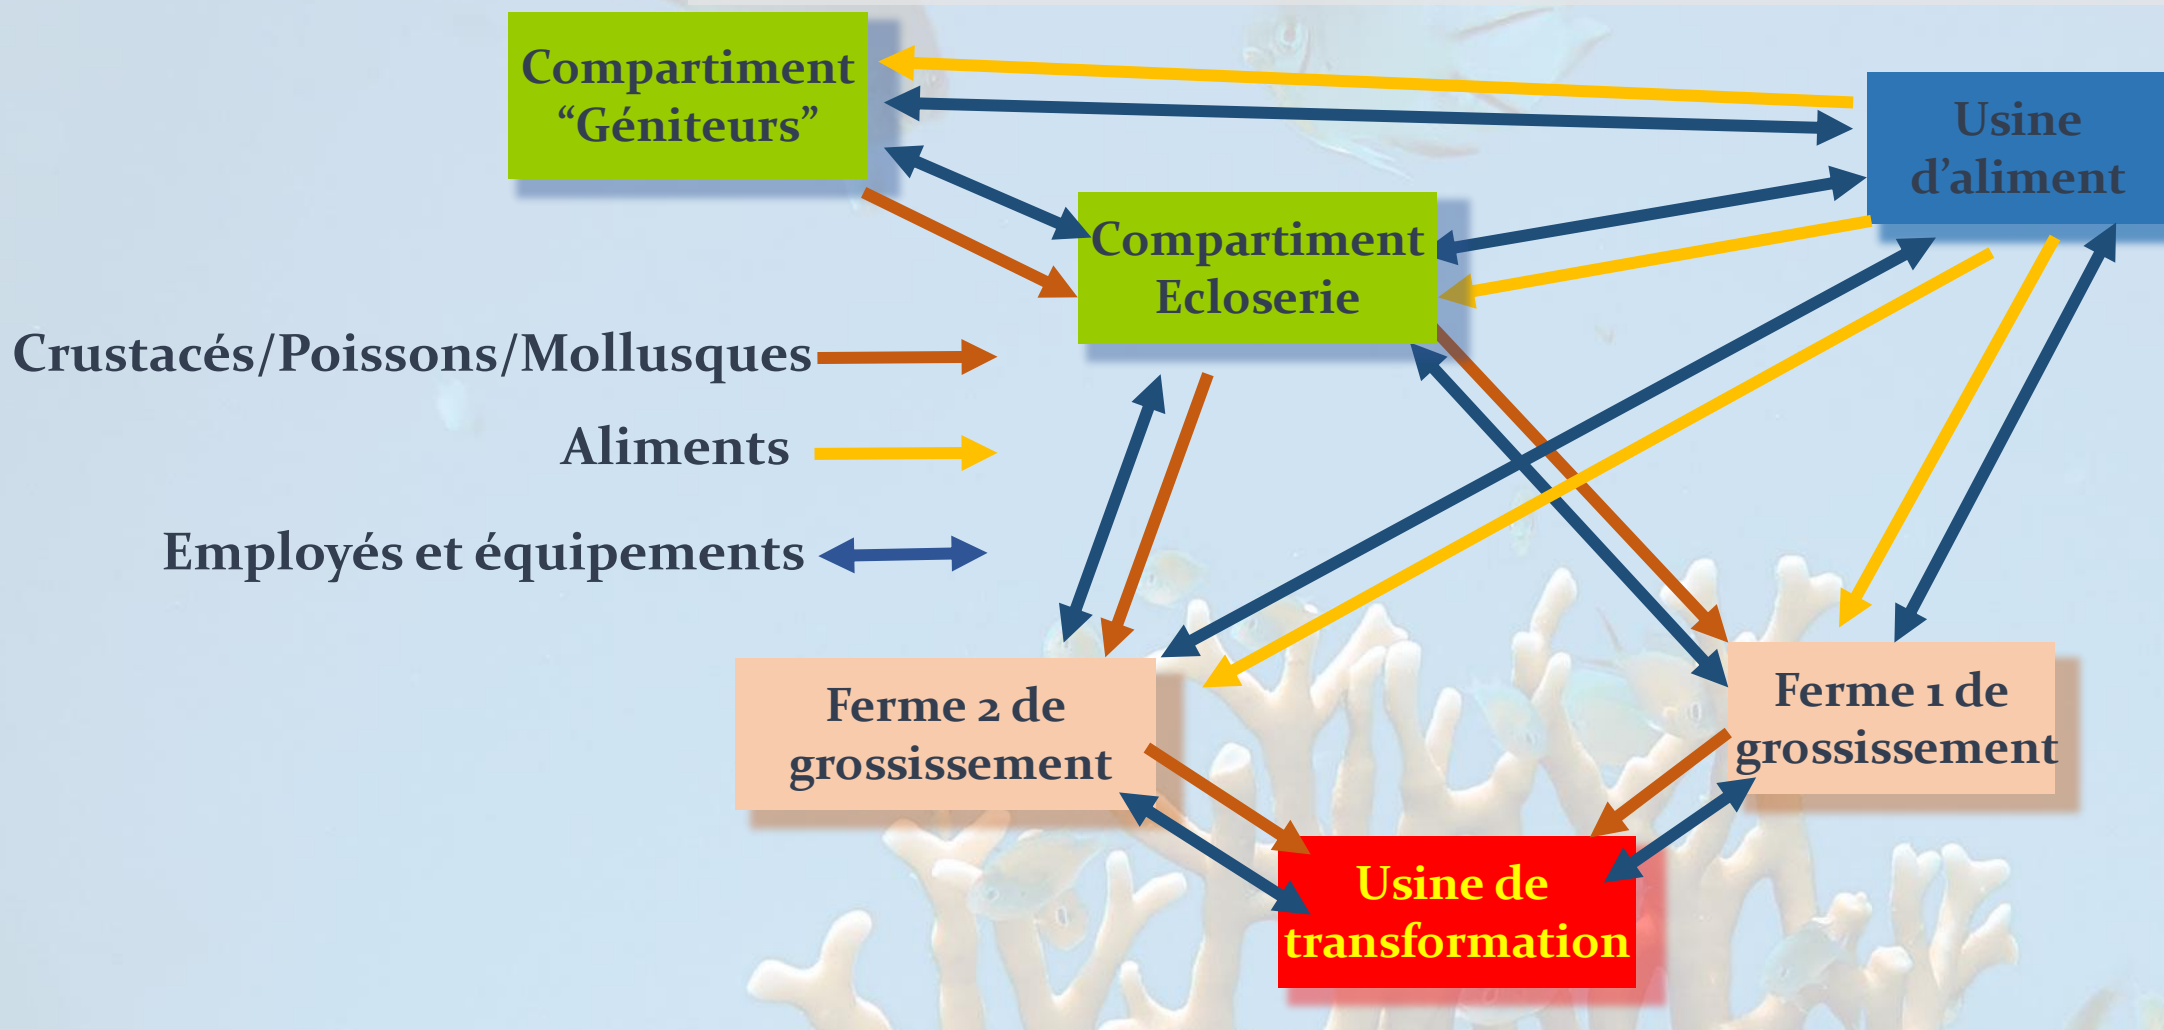 Compartiment
“Géniteurs”
Usine
d’aliment
Compartiment
Ecloserie
Crustacés/Poissons/Mollusques
Aliments
Employés et équipements
Ferme 2 de
grossissement
Ferme 1 de
grossissement
Usine de
transformation